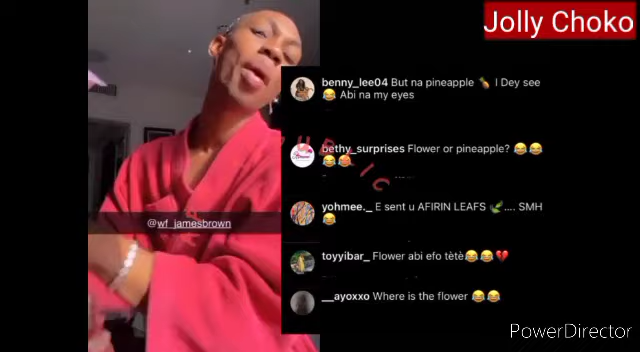 Jolly Choko
benny_lee04 But na pineapple 🍍 I Dey see
😂 Abi na my eyes
bethy_surprises Flower or pineapple? 😂😂
😂🥵
@wf_jamesbrown
yohmee._ E sent u AFIRIN LEAFS 🌿.... SMH
😂
toyyibar_ Flower abi efo tètè😂😂💔
__ayoxxo Where is the flower 😂😂
PowerDirector